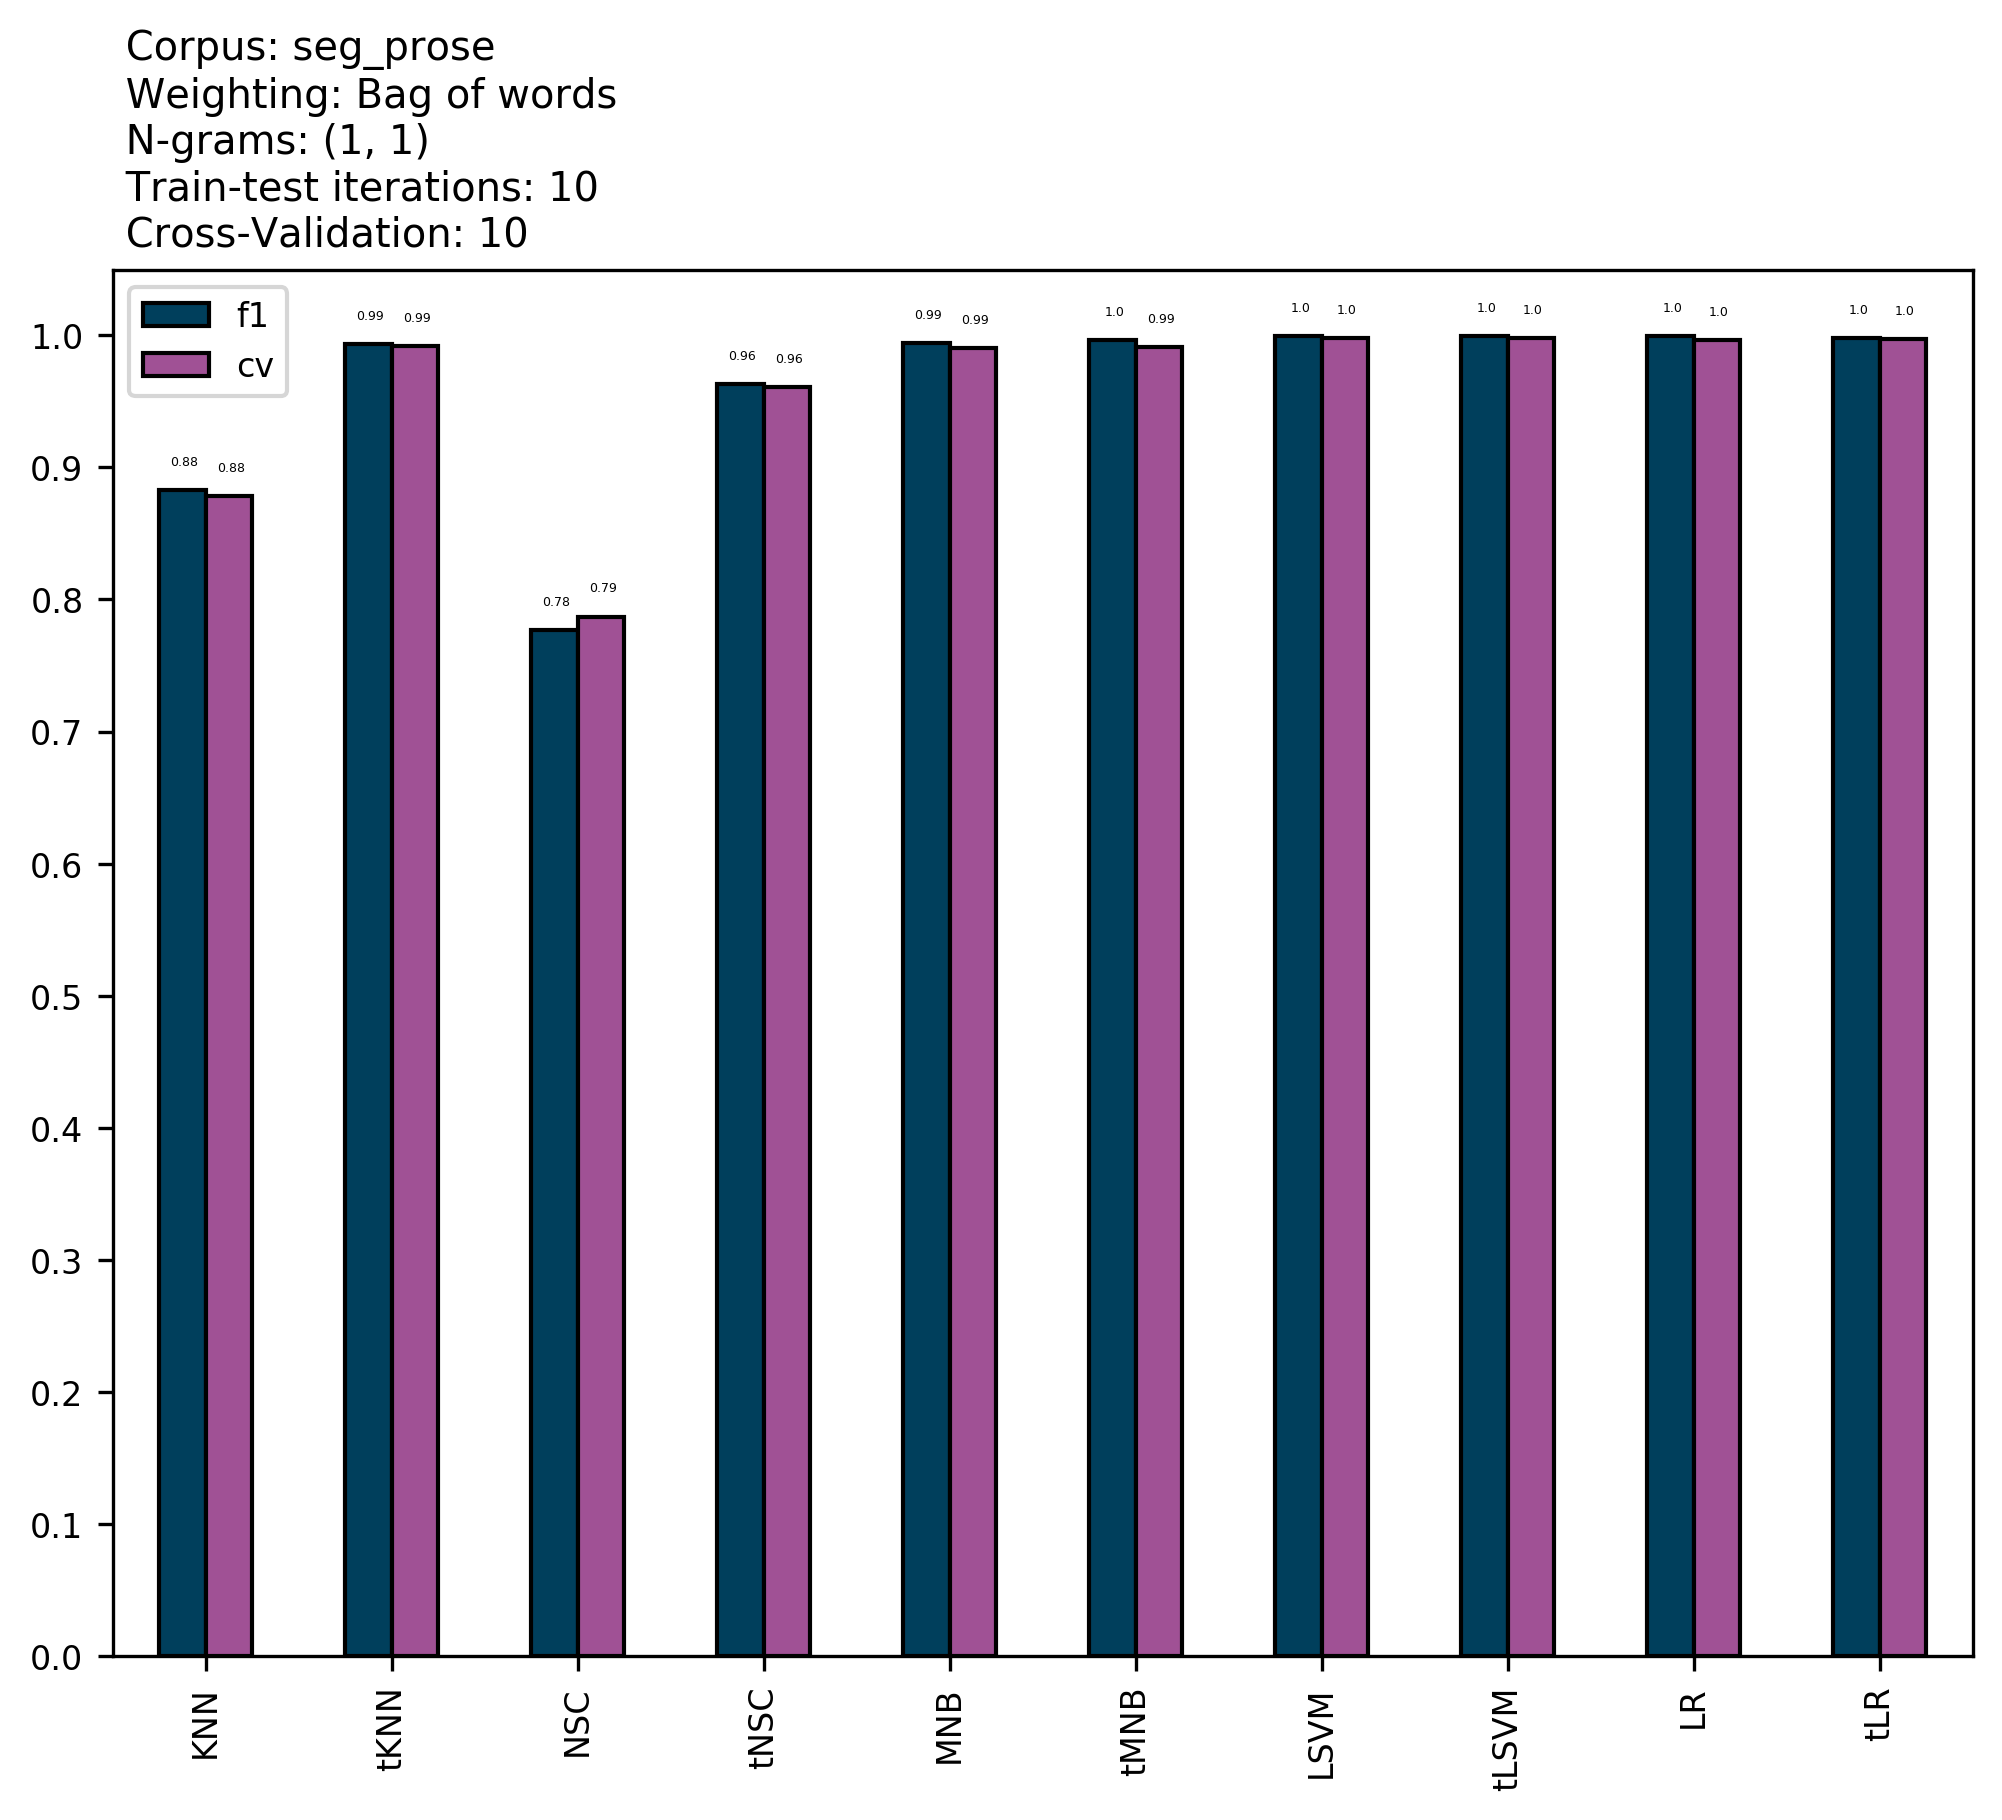 Corpus: seg_prose
Weighting: Bag of words
N-grams: (1, 1)
Train-test iterations: 10
Cross-Validation: 10
f1
cv
1.0
0.9
0.8
0.7
0.6
0.5
0.4
0.3
0.2
0.1
0.0
0.88 0.88 0.99 0.99 0.78 0.79 0.96 0.96 0.99 0.99 1.0 0.99 1.0 1.0 1.0 1.0 1.0 1.0 1.0 1.0
KNN
tKNN
NSC
tNSC
MNB
tMNB
LSVM
tLSVM
LR
tLR